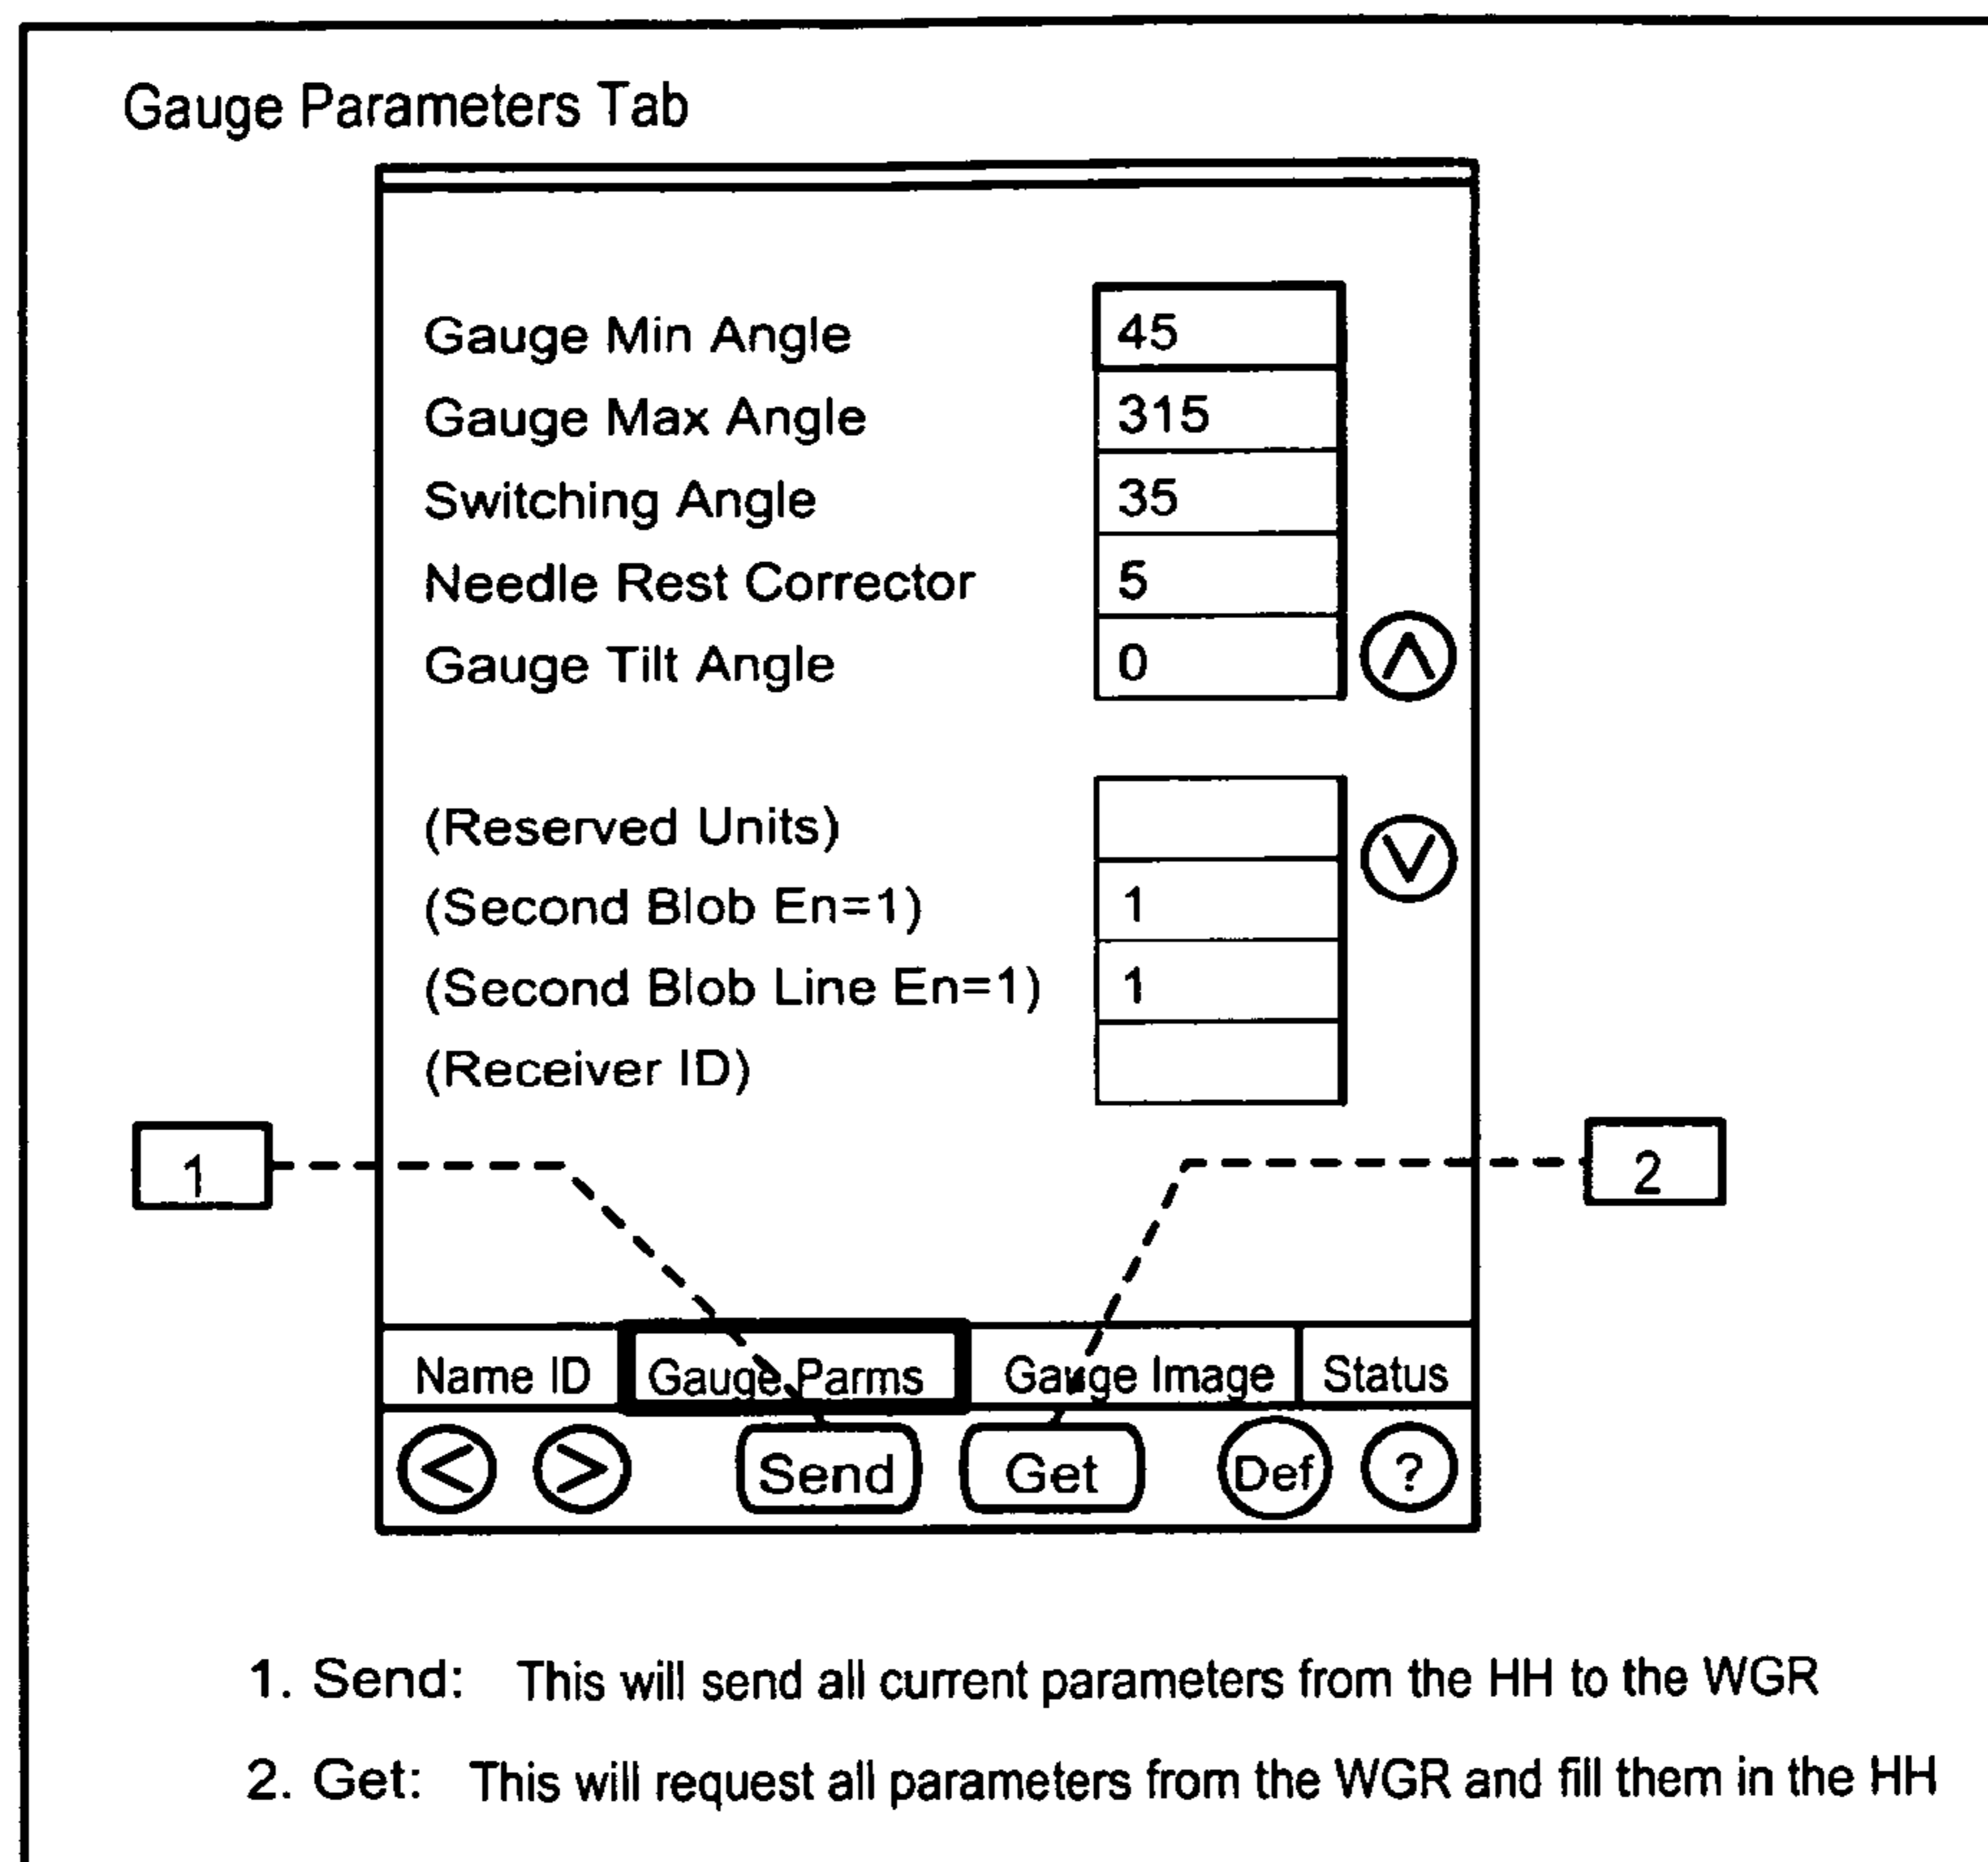 Gauge Parameters Tab
Gauge Min Angle 45
Gauge Max Angle 315
Switching Angle 35
Needle Rest Corrector 5
Gauge Tilt Angle 0
(Reserved Units)
(Second Blob En=1) 1
(Second Blob Line En=1) 1
(Receiver ID)
1
2
Name ID Gauge Parms Gauge Image Status
< > Send Get Def ?
1. Send: This will send all current parameters from the HH to the WGR
2. Get: This will request all parameters from the WGR and fill them in the HH